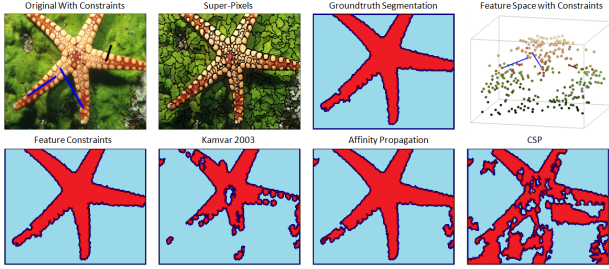 Original With Constraints
Super-Pixels
Groundtruth Segmentation
Feature Space with Constraints
Feature Constraints
Kamvar 2003
Affinity Propagation
CSP